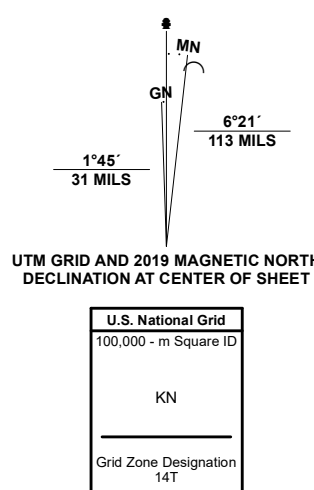 MN
GN
6°21´
113 MILS
1°45´
31 MILS
UTM GRID AND 2019 MAGNETIC NORTH
DECLINATION AT CENTER OF SHEET
U.S. National Grid
100,000 - m Square ID
KN
Grid Zone Designation
14T